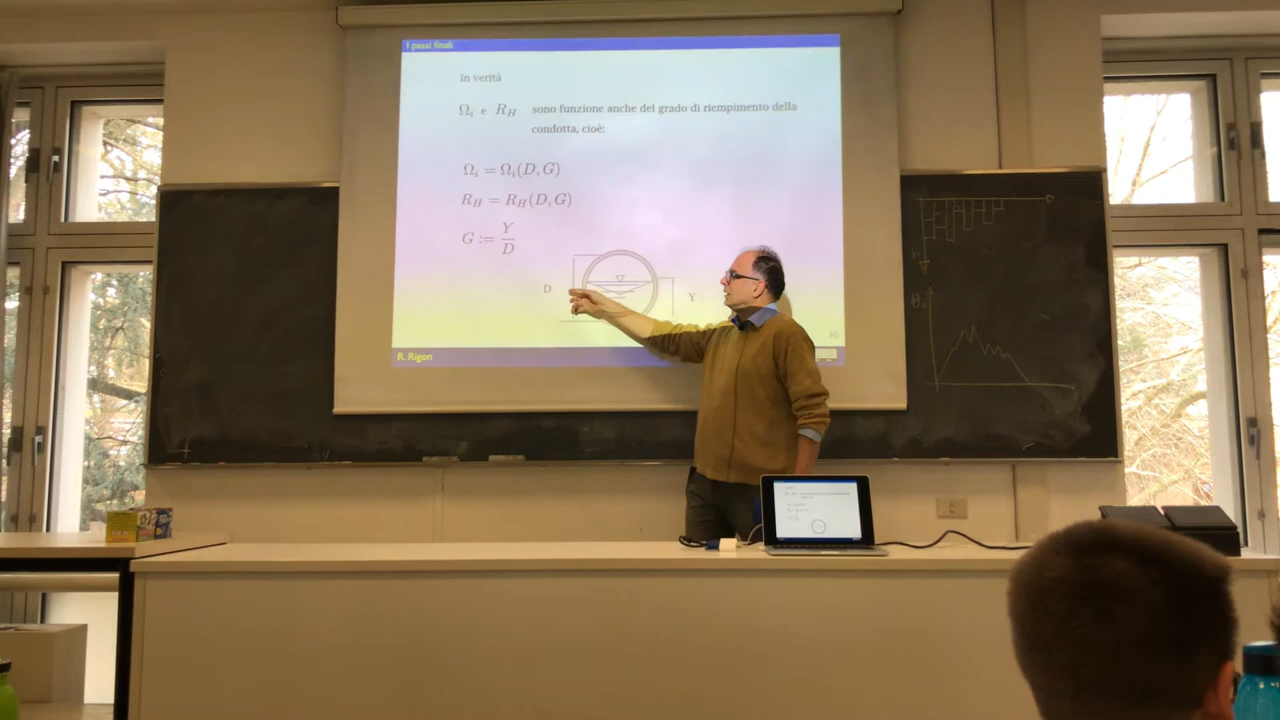 I passi finali
In verità
Ω_i e R_H sono funzione anche del grado di riempimento della
condotta, cioè:
Ω_i = Ω_i(D, G)
R_H = R_H(D, G)
G := Y/D
D
Y
R. Rigon